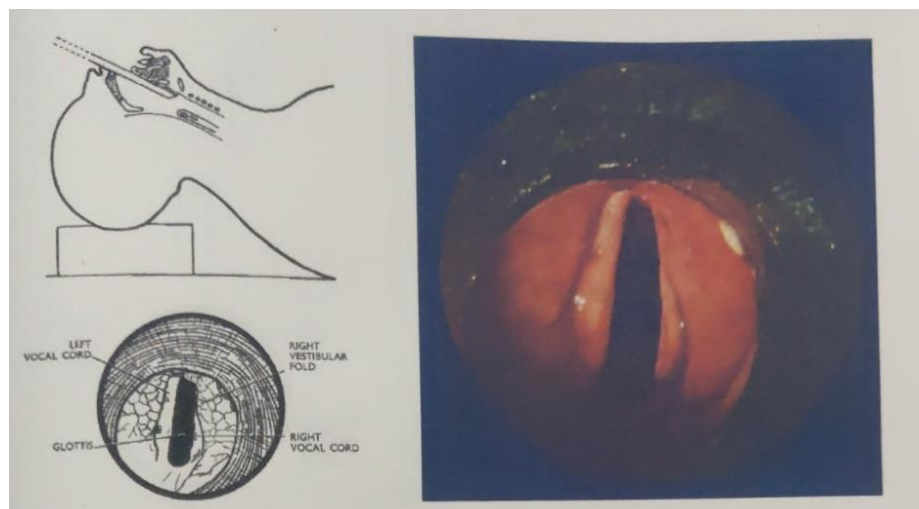 LEFT
VOCAL CORD
RIGHT
VESTIBULAR
FOLD
GLOTTIS
RIGHT
VOCAL CORD